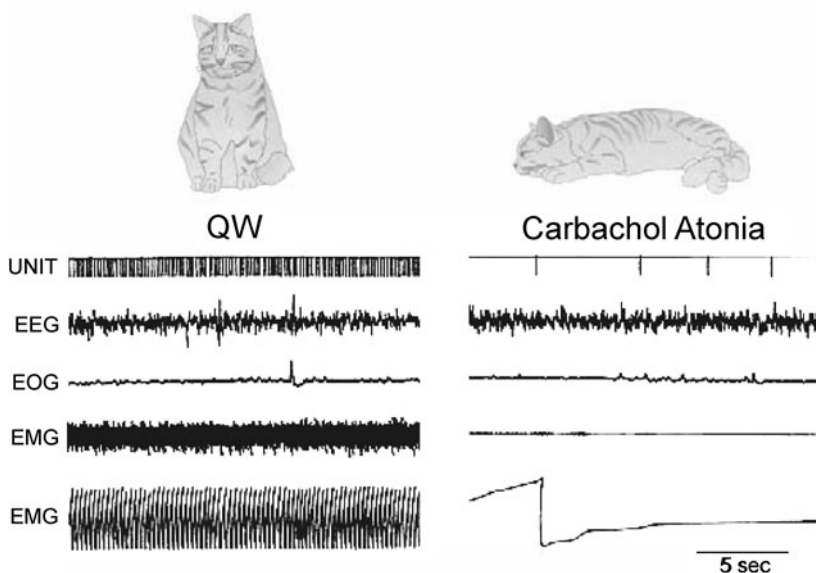 QW
Carbachol Atonia
UNIT
EEG
EOG
EMG
EMG
5 sec